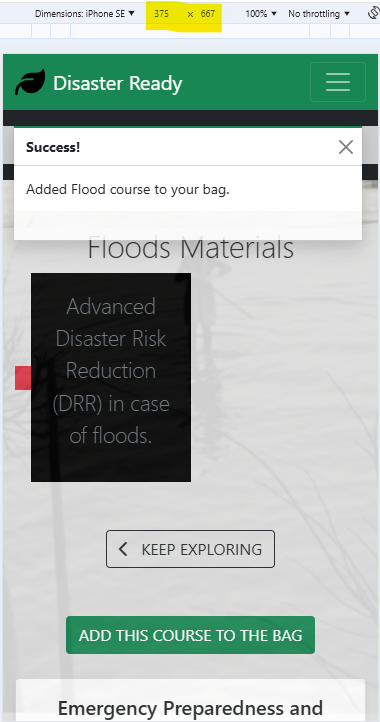 Dimensions: iPhone SE 375 × 667 100% No throttling
Disaster Ready
Success!
Added Flood course to your bag.
Floods Materials
Advanced
Disaster Risk
Reduction
(DRR) in case
of floods.
KEEP EXPLORING
ADD THIS COURSE TO THE BAG
Emergency Preparedness and